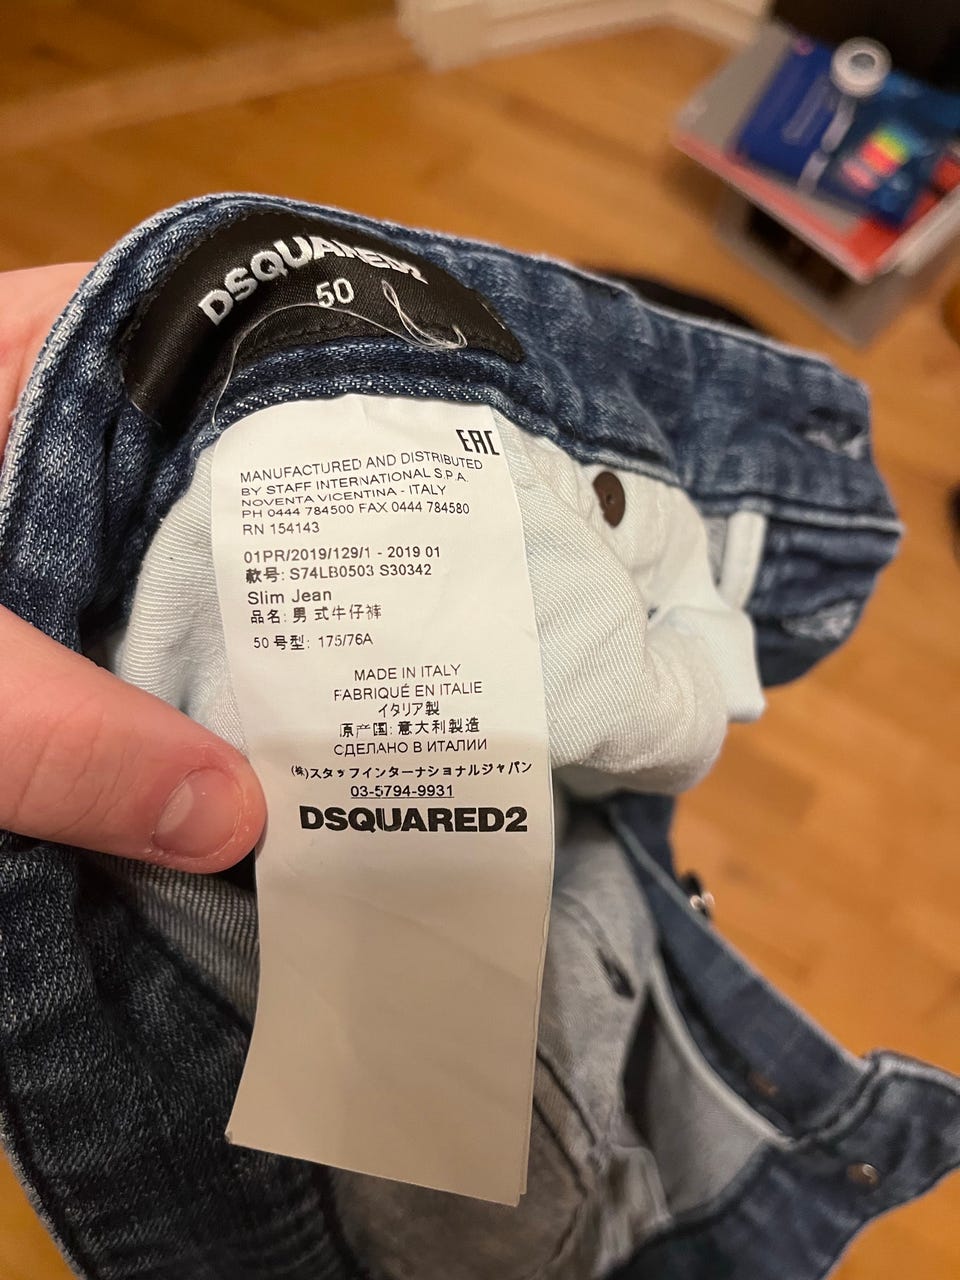 DSQUARED2
50
EAC
MANUFACTURED AND DISTRIBUTED
BY STAFF INTERNATIONAL S.P.A.
NOVENTA VICENTINA - ITALY
PH 0444 784500 FAX 0444 784580
RN 154143
01PR/2019/129/1 - 2019 01
款号: S74LB0503 S30342
Slim Jean
品名: 男 式牛仔裤
50 号型: 175/76A
MADE IN ITALY
FABRIQUÉ EN ITALIE
イタリア製
原产国: 意大利製造
СДЕЛАНО В ИТАЛИИ
(株)スタッフインターナショナルジャパン
03-5794-9931
DSQUARED2